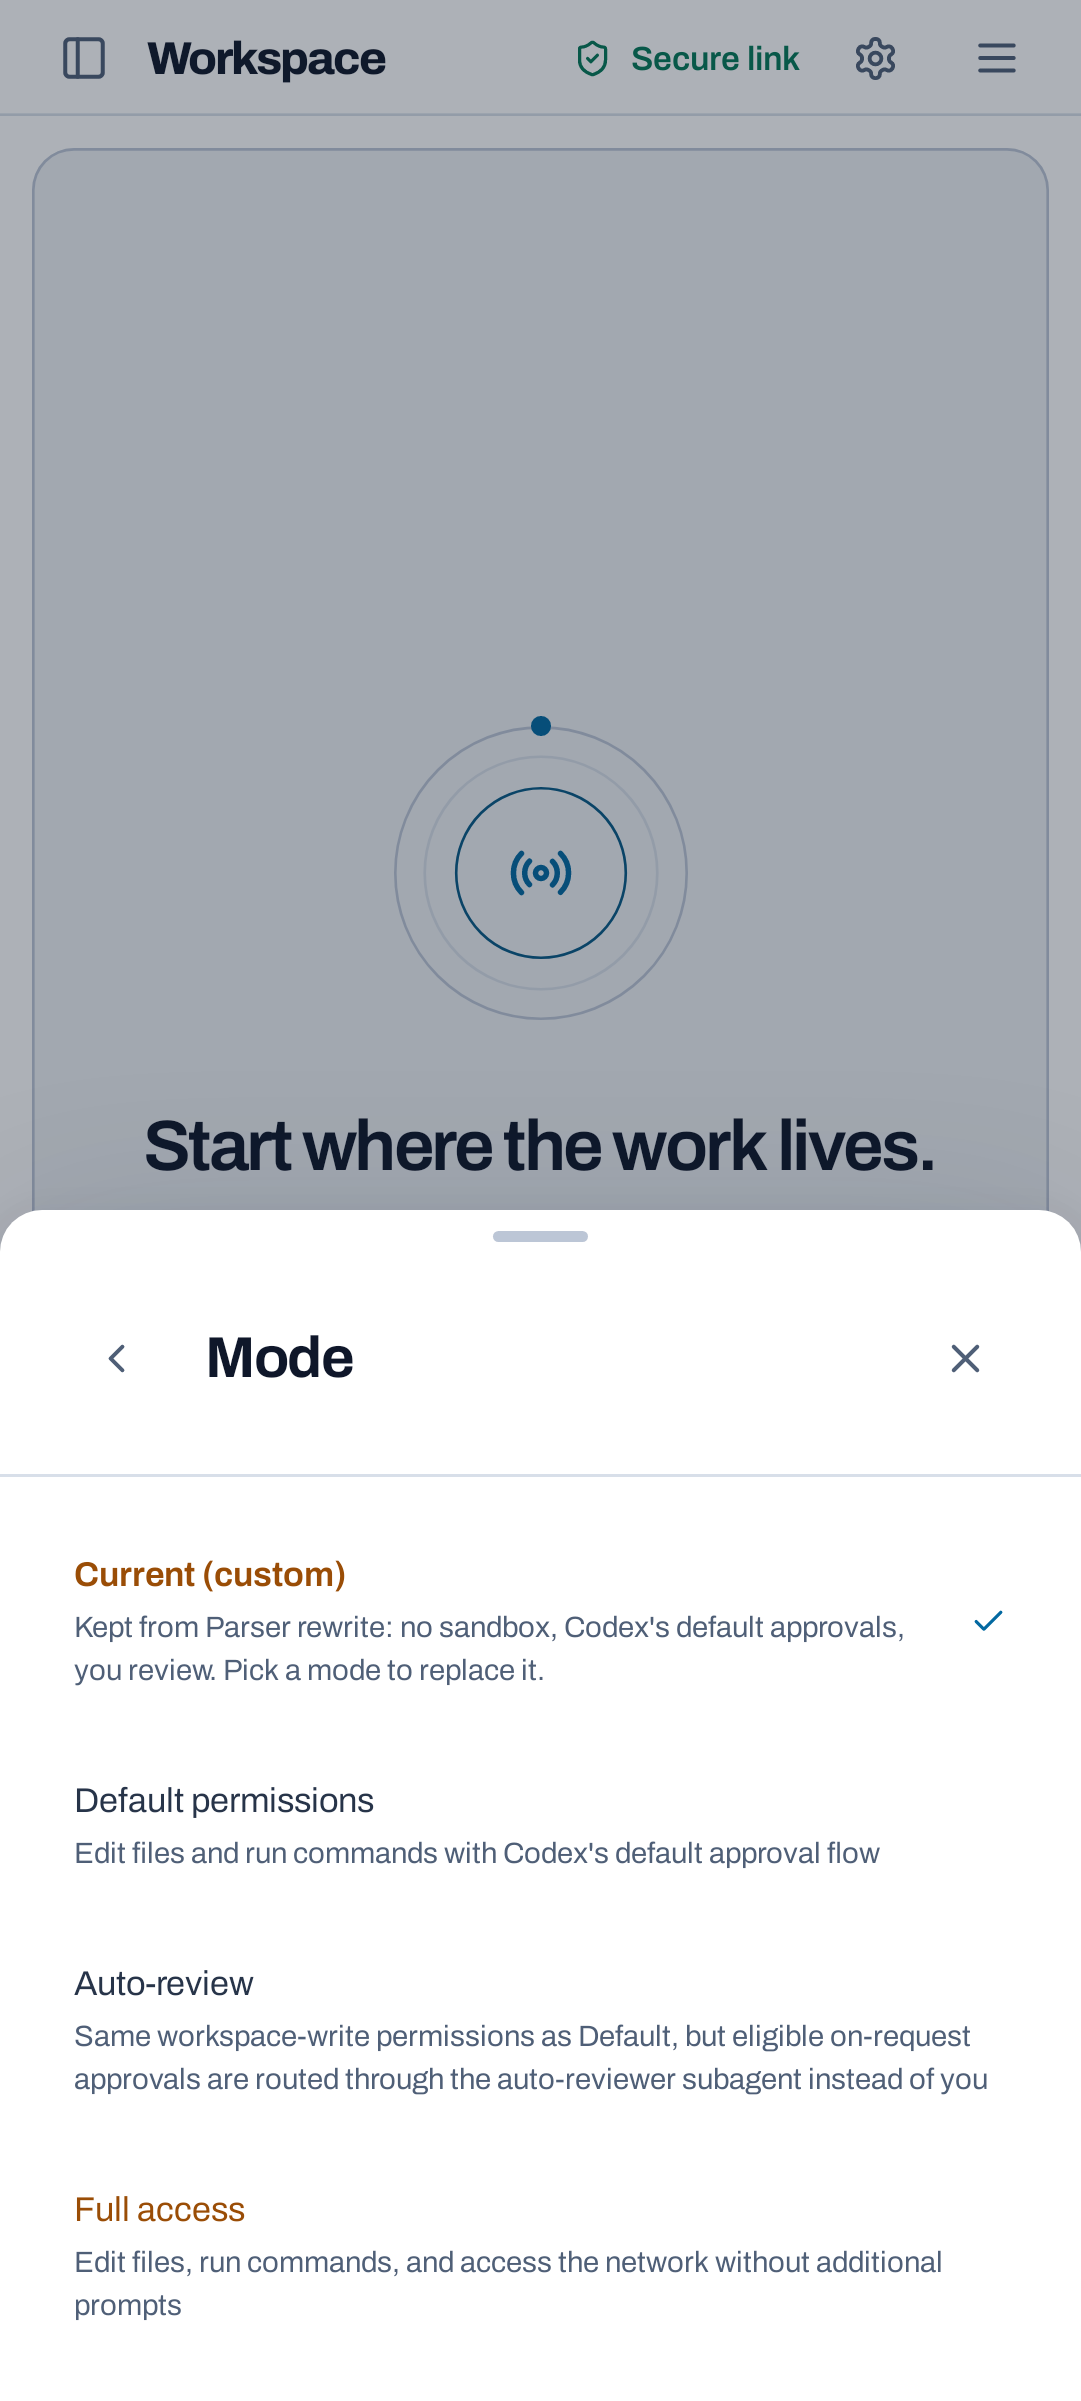 Workspace
Secure link
Start where the work lives.
Mode
Current (custom)
Kept from Parser rewrite: no sandbox, Codex's default approvals,
you review. Pick a mode to replace it.
Default permissions
Edit files and run commands with Codex's default approval flow
Auto-review
Same workspace-write permissions as Default, but eligible on-request
approvals are routed through the auto-reviewer subagent instead of you
Full access
Edit files, run commands, and access the network without additional
prompts